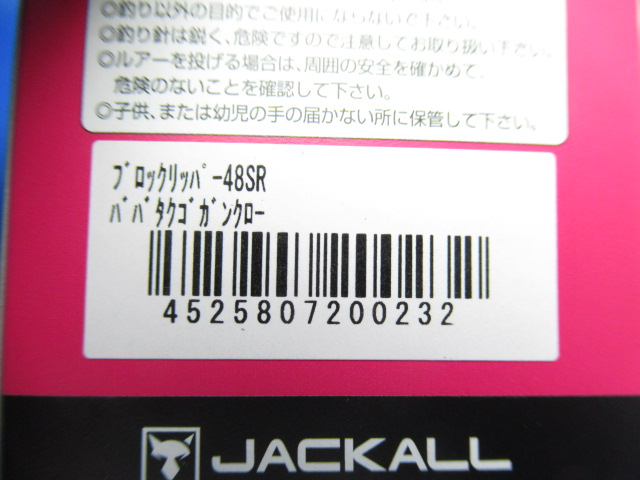 ◎釣り以外の目的でご使用にならないで下さい。
◎釣り針は鋭く、危険ですので注意してお取り扱い下さい。
◎ルアーを投げる場合は、周囲の安全を確かめて、
危険のないことを確認して下さい。
◎子供、または幼児の手の届かない所に保管して下さい。
ﾌﾞﾛｯｸﾘｯﾊﾟｰ48SR
ﾊﾞﾊﾞﾀｸｺﾞｶﾞﾝｸﾛｰ
4525807200232
JACKALL